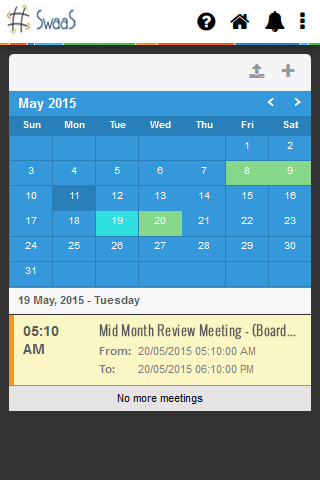 SwaaS
May 2015
Sun Mon Tue Wed Thu Fri Sat
1 2
3 4 5 6 7 8 9
10 11 12 13 14 15 16
17 18 19 20 21 22 23
24 25 26 27 28 29 30
31
19 May, 2015 - Tuesday
05:10 AM
Mid Month Review Meeting - (Board...
From: 20/05/2015 05:10:00 AM
To: 20/05/2015 06:10:00 PM
No more meetings